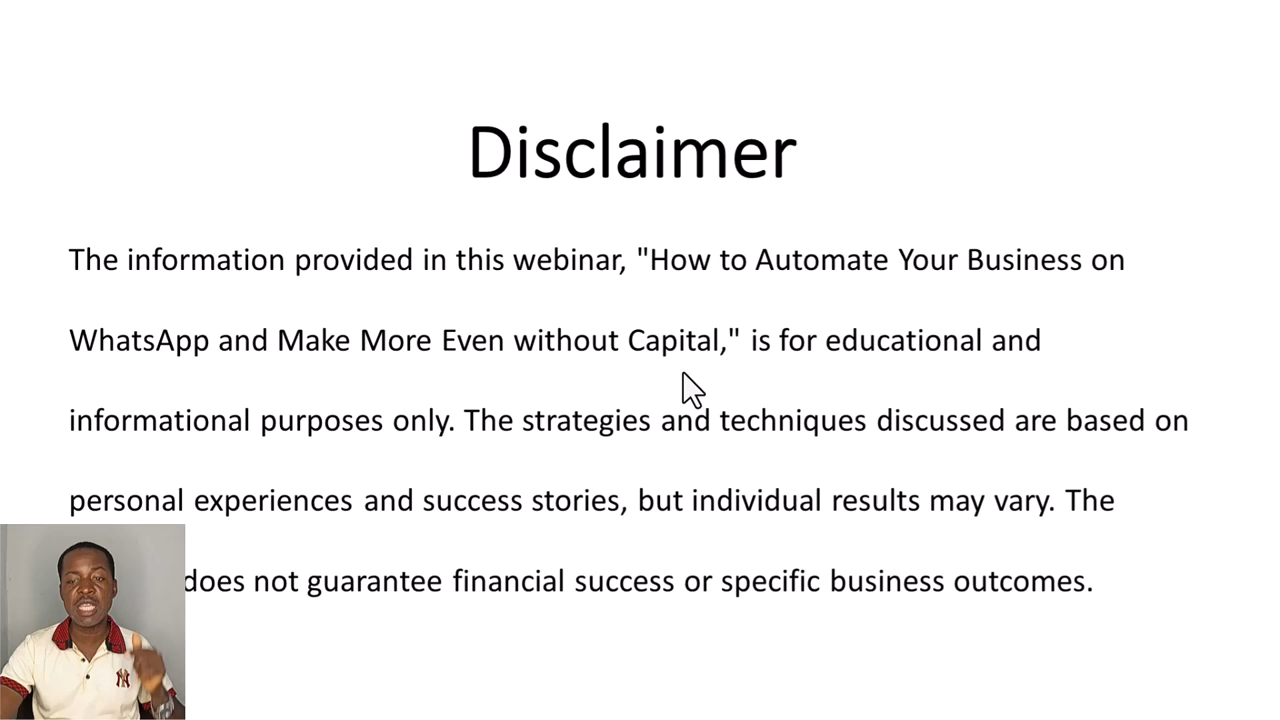 Disclaimer
The information provided in this webinar, "How to Automate Your Business on
WhatsApp and Make More Even without Capital," is for educational and
informational purposes only. The strategies and techniques discussed are based on
personal experiences and success stories, but individual results may vary. The
does not guarantee financial success or specific business outcomes.